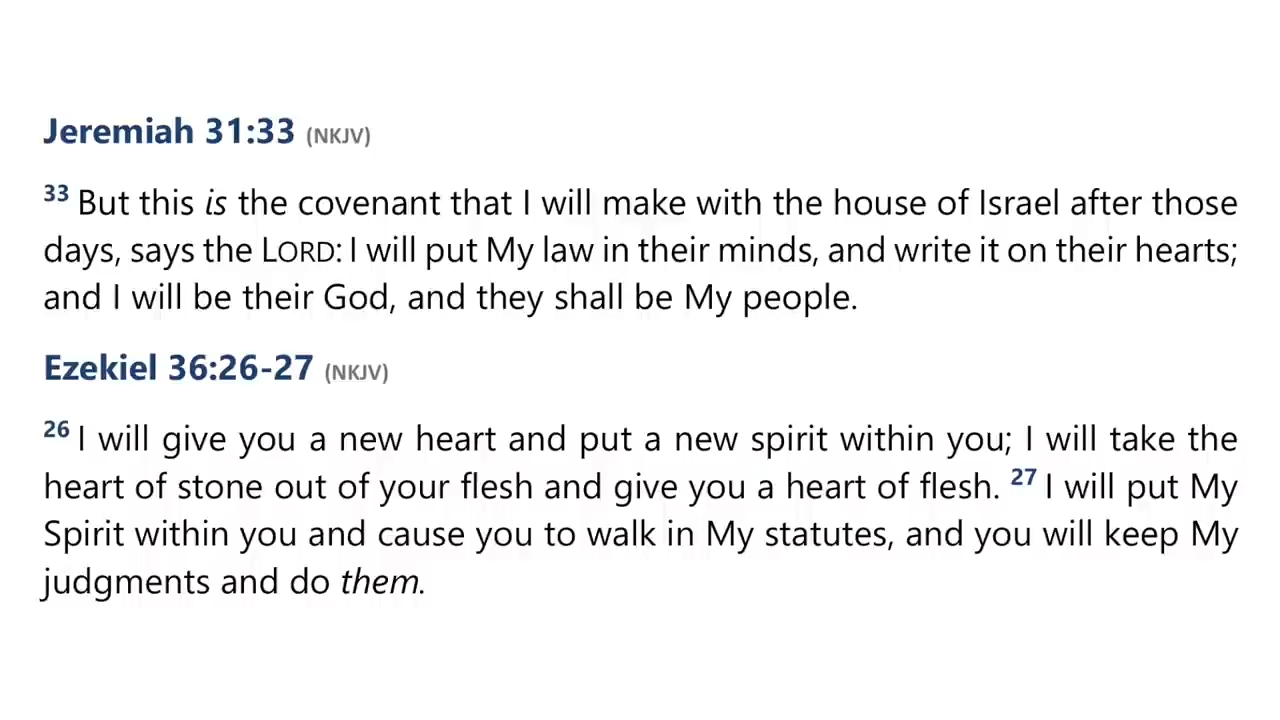 Jeremiah 31:33 (NKJV)
33 But this is the covenant that I will make with the house of Israel after those
days, says the LORD: I will put My law in their minds, and write it on their hearts;
and I will be their God, and they shall be My people.
Ezekiel 36:26-27 (NKJV)
26 I will give you a new heart and put a new spirit within you; I will take the
heart of stone out of your flesh and give you a heart of flesh. 27 I will put My
Spirit within you and cause you to walk in My statutes, and you will keep My
judgments and do them.